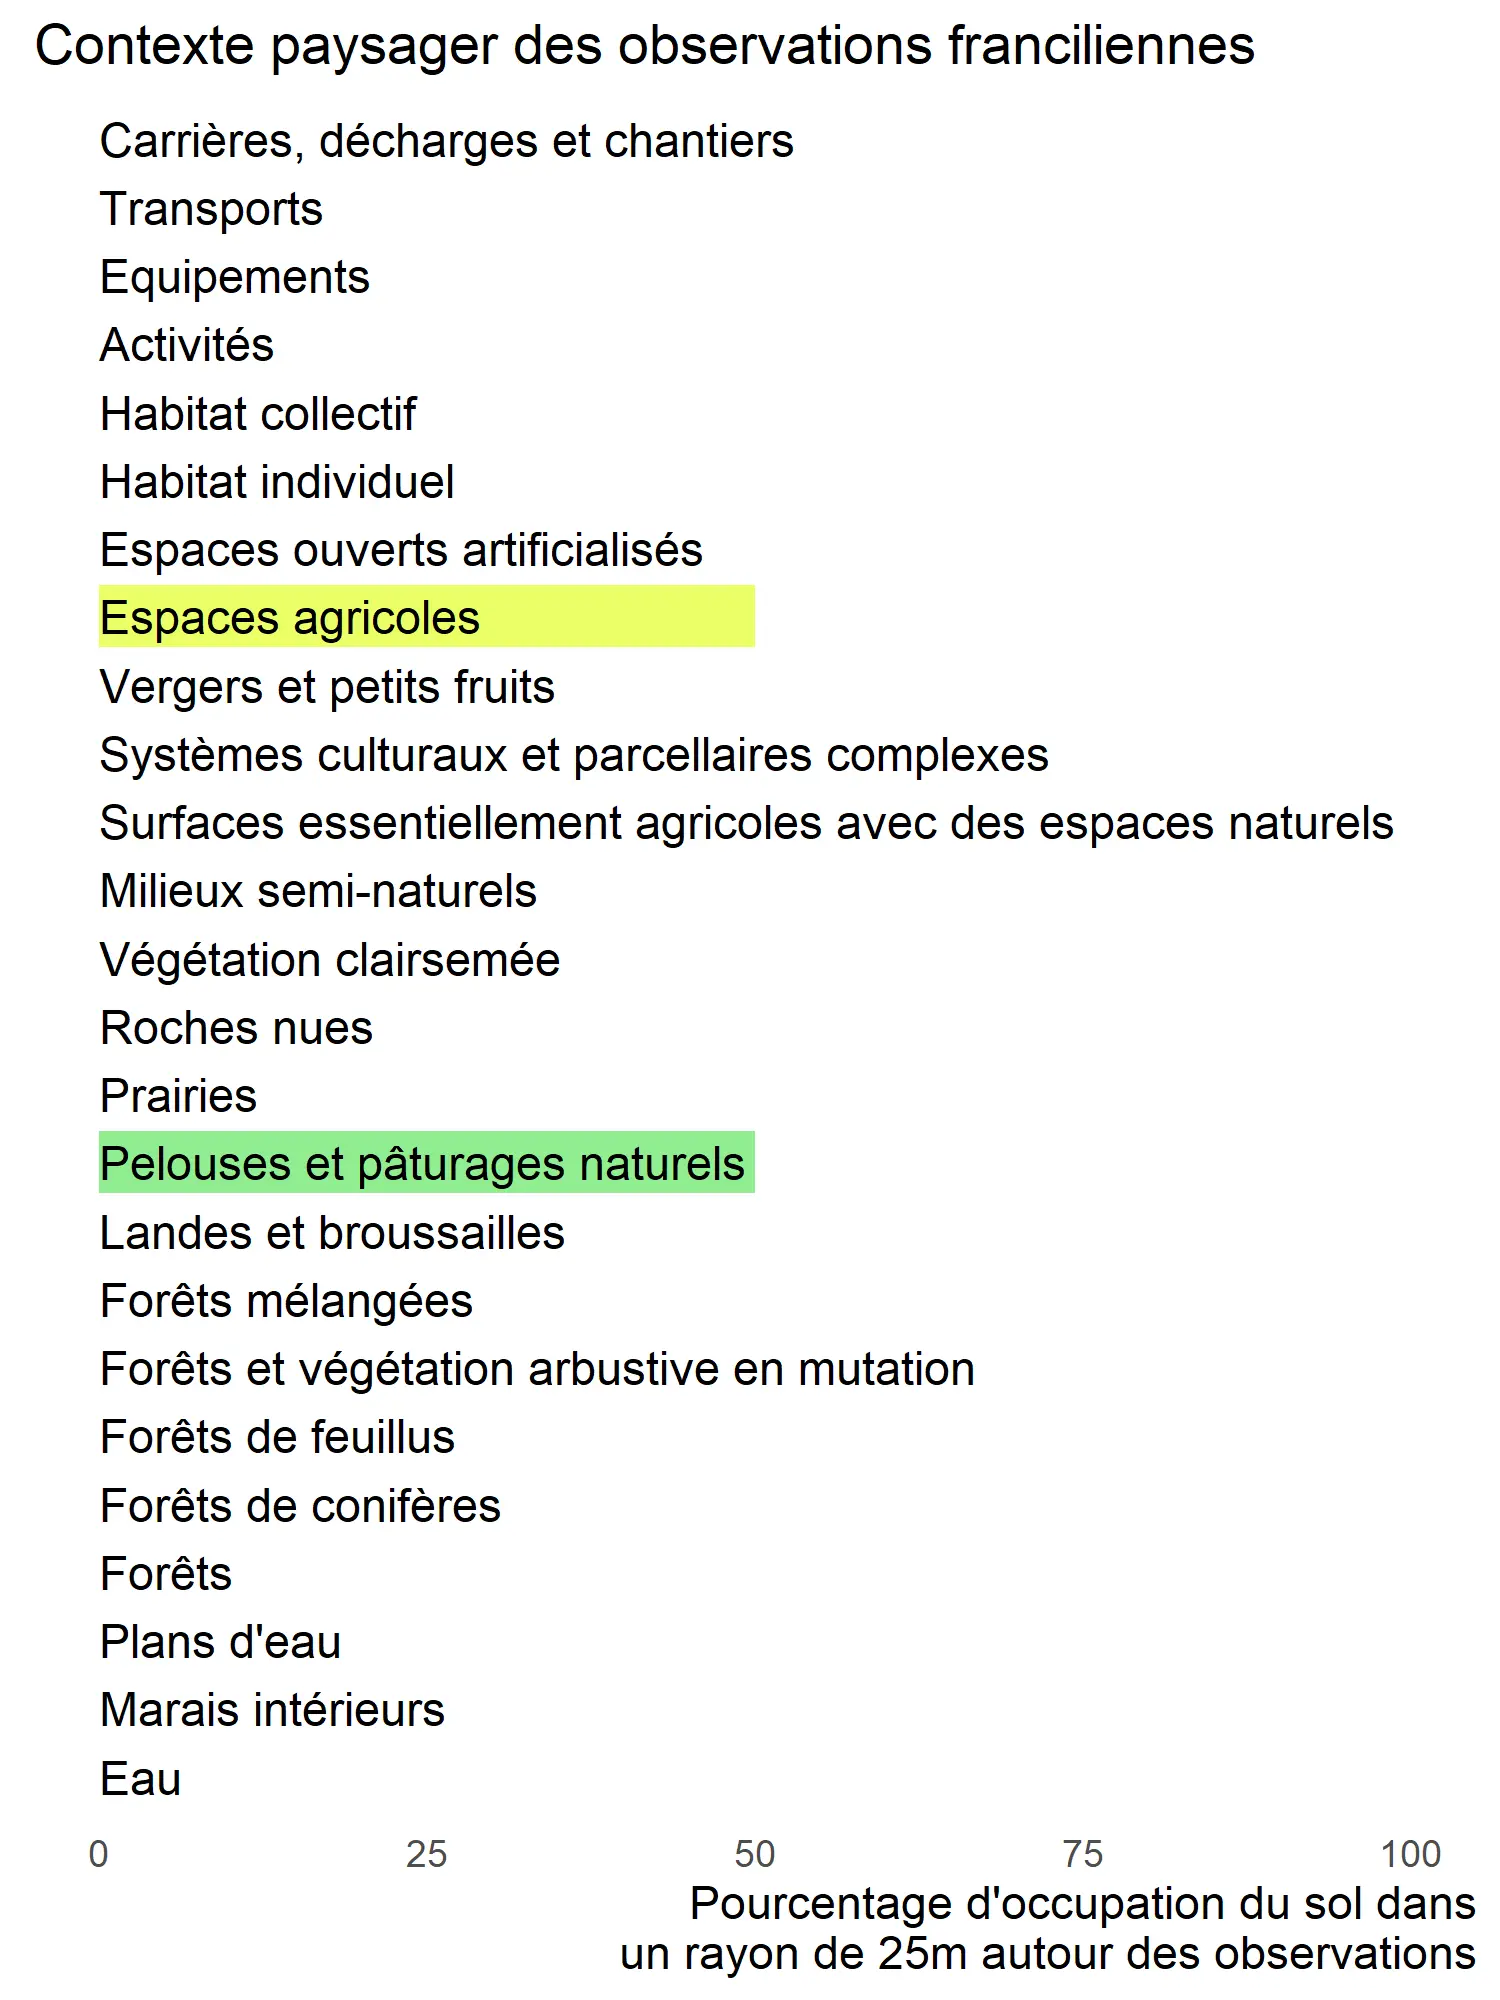 Contexte paysager des observations franciliennes
Carrières, décharges et chantiers
Transports
Equipements
Activités
Habitat collectif
Habitat individuel
Espaces ouverts artificialisés
Espaces agricoles
Vergers et petits fruits
Systèmes culturaux et parcellaires complexes
Surfaces essentiellement agricoles avec des espaces naturels
Milieux semi-naturels
Végétation clairsemée
Roches nues
Prairies
Pelouses et pâturages naturels
Landes et broussailles
Forêts mélangées
Forêts et végétation arbustive en mutation
Forêts de feuillus
Forêts de conifères
Forêts
Plans d'eau
Marais intérieurs
Eau
0 25 50 75 100
Pourcentage d'occupation du sol dans
un rayon de 25m autour des observations